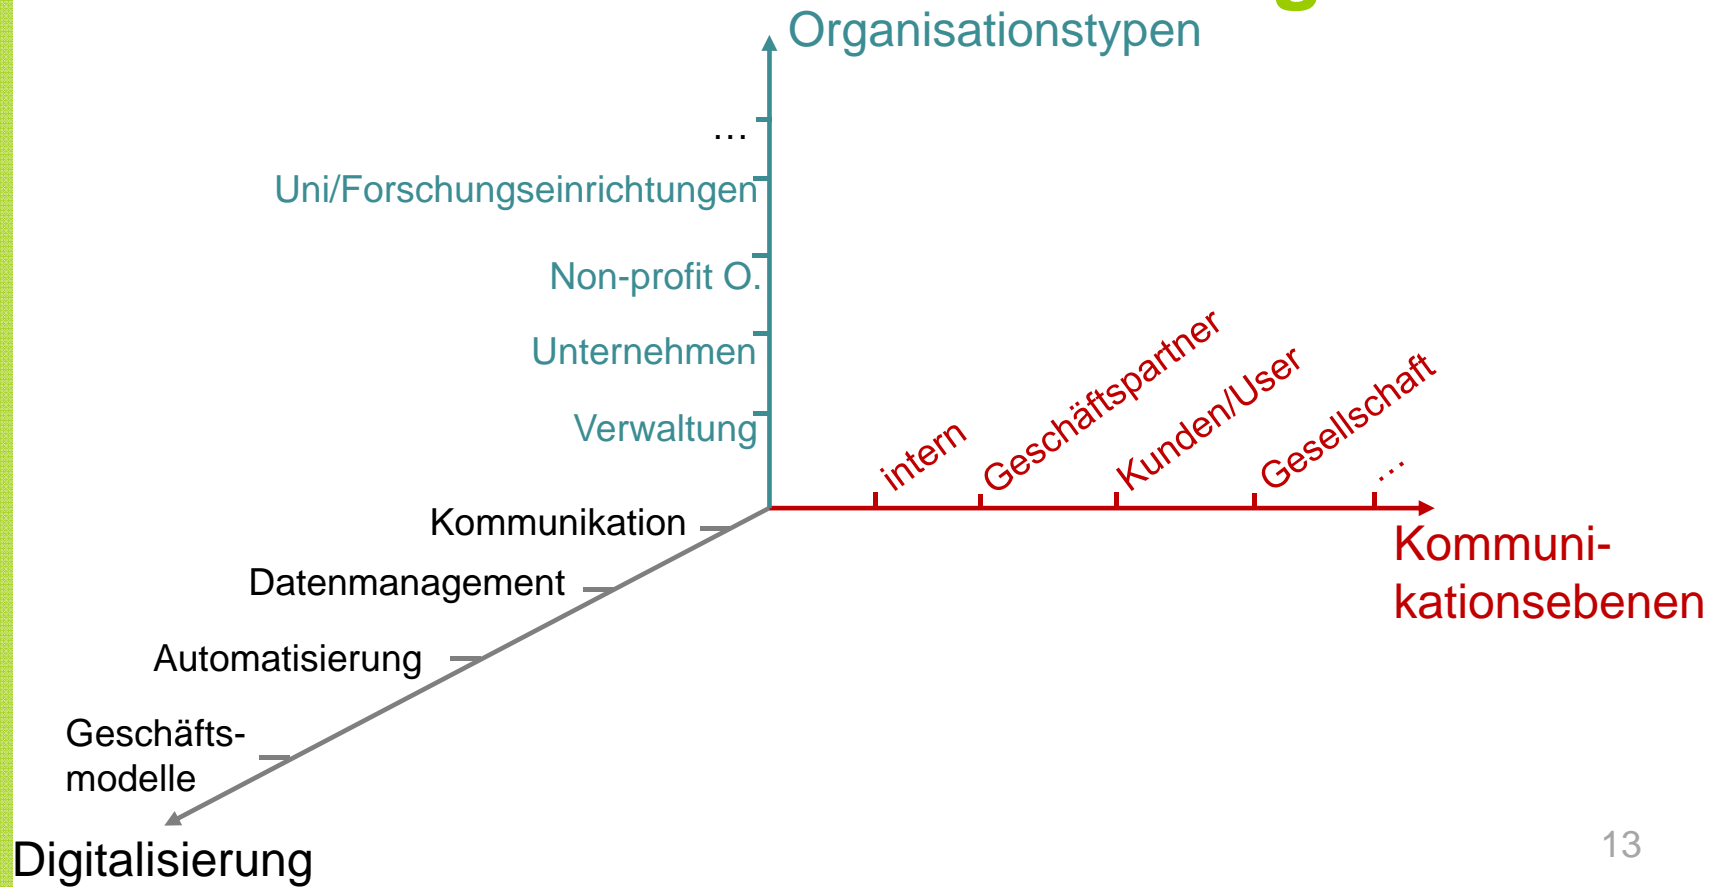 Organisationstypen
…
Uni/Forschungseinrichtungen
Non-profit O.
Unternehmen
Verwaltung
intern
Geschäftspartner
Kunden/User
Gesellschaft
…
Kommuni-
kationsebenen
Kommunikation
Datenmanagement
Automatisierung
Geschäfts-
modelle
Digitalisierung
13